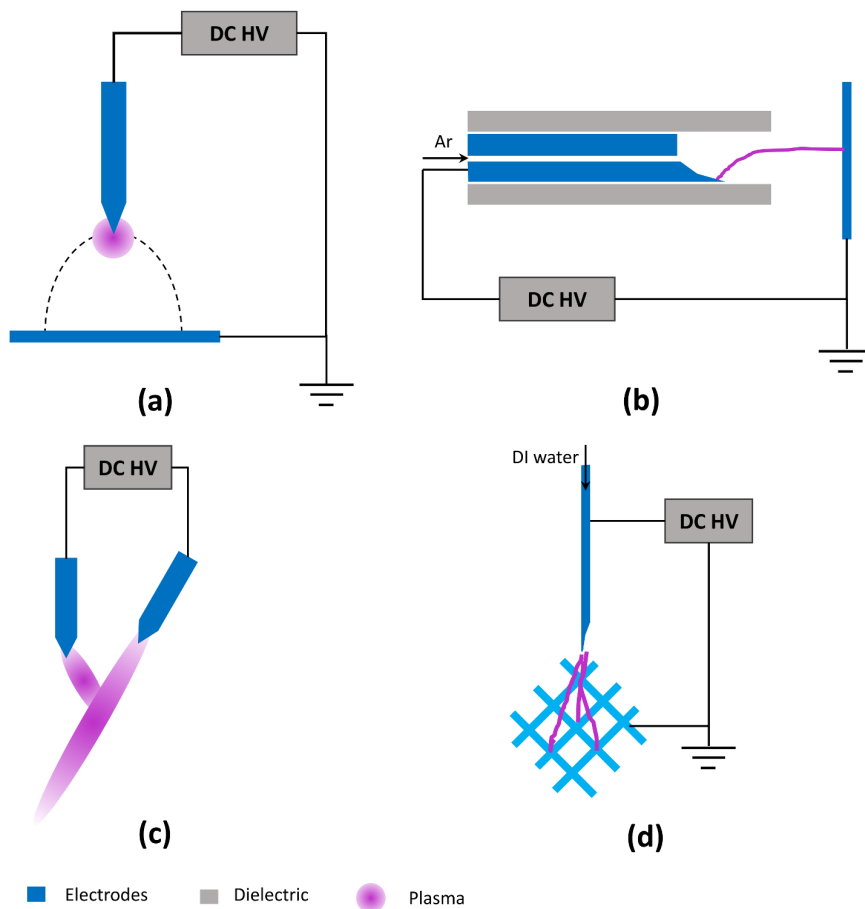 DC HV
(a)
Ar
DC HV
(b)
DC HV
(c)
DI water
DC HV
(d)
Electrodes
Dielectric
Plasma